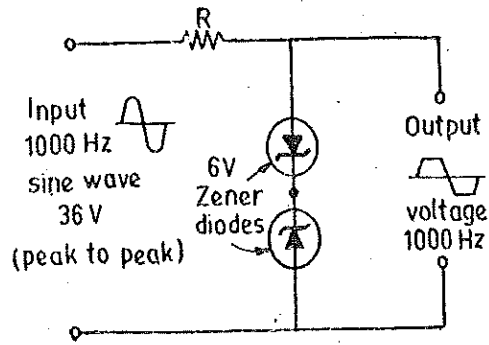 R
Input
1000 Hz
sine wave
36 V
(peak to peak)
6V
Zener
diodes
Output
voltage
1000 Hz